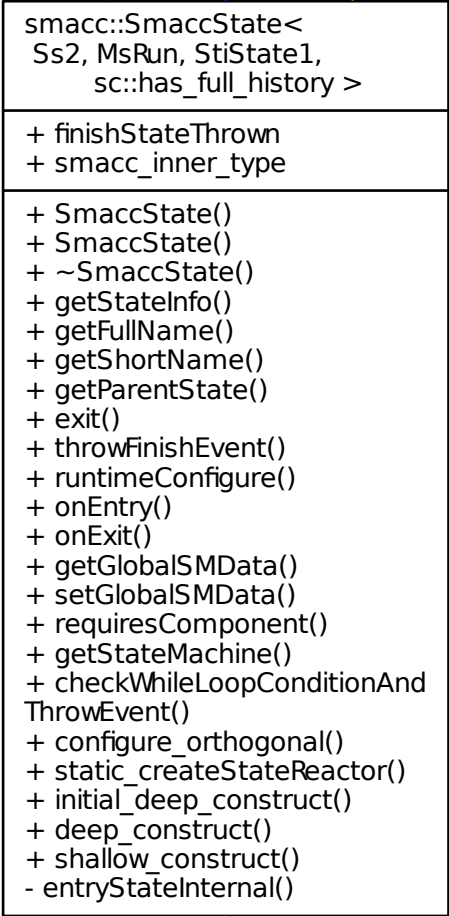 smacc::SmaccState<
Ss2, MsRun, StiState1,
sc::has_full_history >
+ finishStateThrown
+ smacc_inner_type
+ SmaccState()
+ SmaccState()
+ ~SmaccState()
+ getStateInfo()
+ getFullName()
+ getShortName()
+ getParentState()
+ exit()
+ throwFinishEvent()
+ runtimeConfigure()
+ onEntry()
+ onExit()
+ getGlobalSMData()
+ setGlobalSMData()
+ requiresComponent()
+ getStateMachine()
+ checkWhileLoopConditionAnd
ThrowEvent()
+ configure_orthogonal()
+ static_createStateReactor()
+ initial_deep_construct()
+ deep_construct()
+ shallow_construct()
- entryStateInternal()